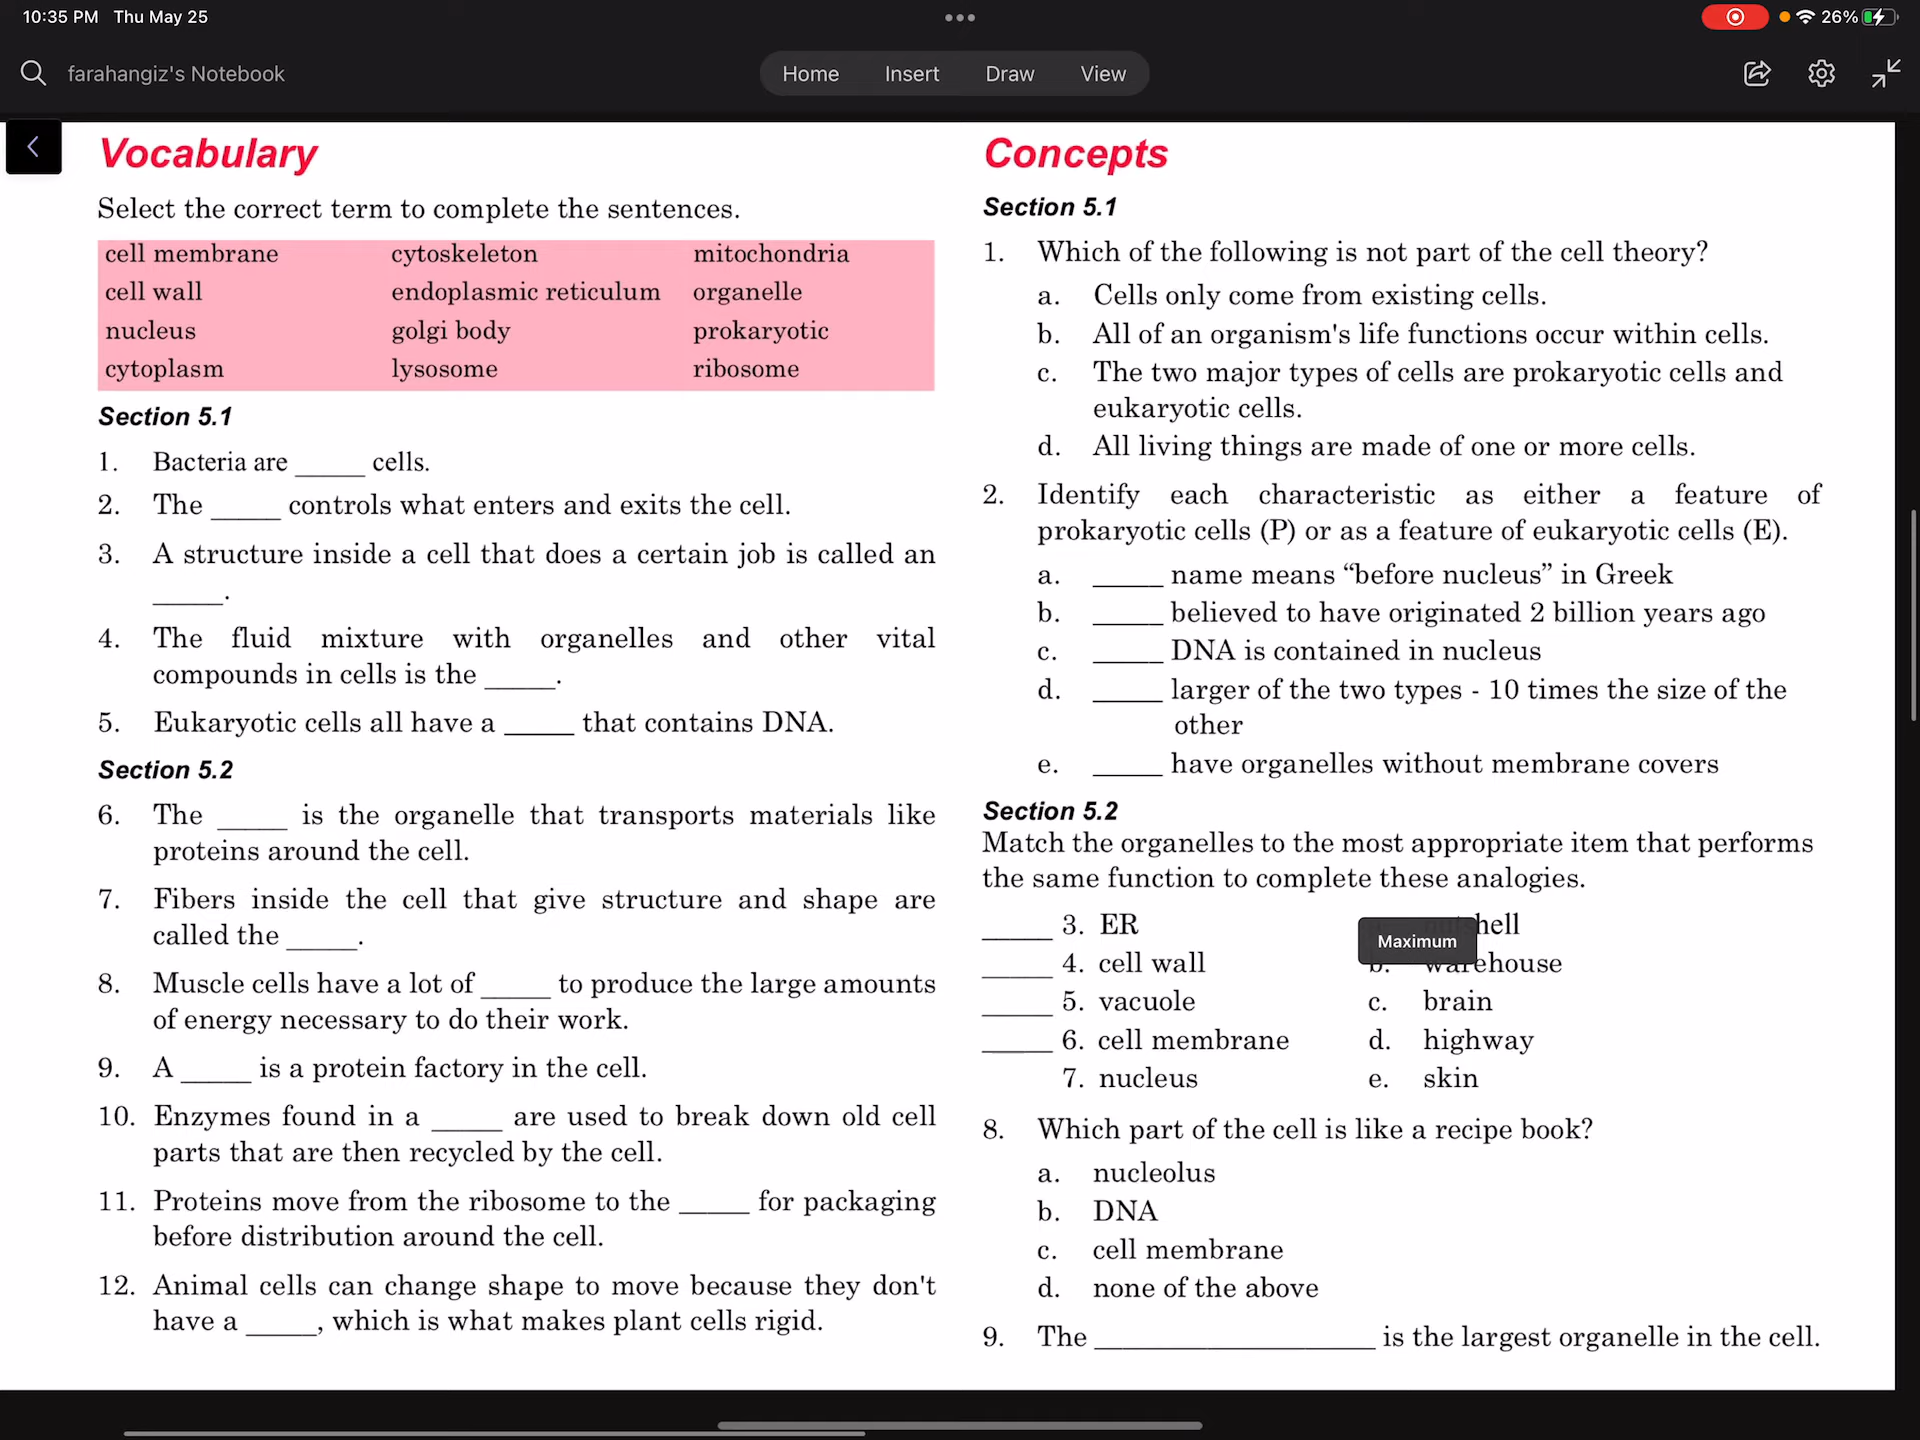 10:35 PM Thu May 25
26%
farahangiz's Notebook
Home Insert Draw View
Vocabulary
Select the correct term to complete the sentences.
cell membrane cytoskeleton mitochondria
cell wall endoplasmic reticulum organelle
nucleus golgi body prokaryotic
cytoplasm lysosome ribosome
Section 5.1
1. Bacteria are _____ cells.
2. The _____ controls what enters and exits the cell.
3. A structure inside a cell that does a certain job is called an
_____.
4. The fluid mixture with organelles and other vital
compounds in cells is the _____.
5. Eukaryotic cells all have a _____ that contains DNA.
Section 5.2
6. The _____ is the organelle that transports materials like
proteins around the cell.
7. Fibers inside the cell that give structure and shape are
called the _____.
8. Muscle cells have a lot of _____ to produce the large amounts
of energy necessary to do their work.
9. A _____ is a protein factory in the cell.
10. Enzymes found in a _____ are used to break down old cell
parts that are then recycled by the cell.
11. Proteins move from the ribosome to the _____ for packaging
before distribution around the cell.
12. Animal cells can change shape to move because they don't
have a _____, which is what makes plant cells rigid.
Concepts
Section 5.1
1. Which of the following is not part of the cell theory?
a. Cells only come from existing cells.
b. All of an organism's life functions occur within cells.
c. The two major types of cells are prokaryotic cells and
eukaryotic cells.
d. All living things are made of one or more cells.
2. Identify each characteristic as either a feature of
prokaryotic cells (P) or as a feature of eukaryotic cells (E).
a. _____ name means “before nucleus” in Greek
b. _____ believed to have originated 2 billion years ago
c. _____ DNA is contained in nucleus
d. _____ larger of the two types - 10 times the size of the
other
e. _____ have organelles without membrane covers
Section 5.2
Match the organelles to the most appropriate item that performs
the same function to complete these analogies.
_____ 3. ER
_____ 4. cell wall b. warehouse
_____ 5. vacuole c. brain
_____ 6. cell membrane d. highway
7. nucleus e. skin
Maximum
8. Which part of the cell is like a recipe book?
a. nucleolus
b. DNA
c. cell membrane
d. none of the above
9. The ____________________ is the largest organelle in the cell.